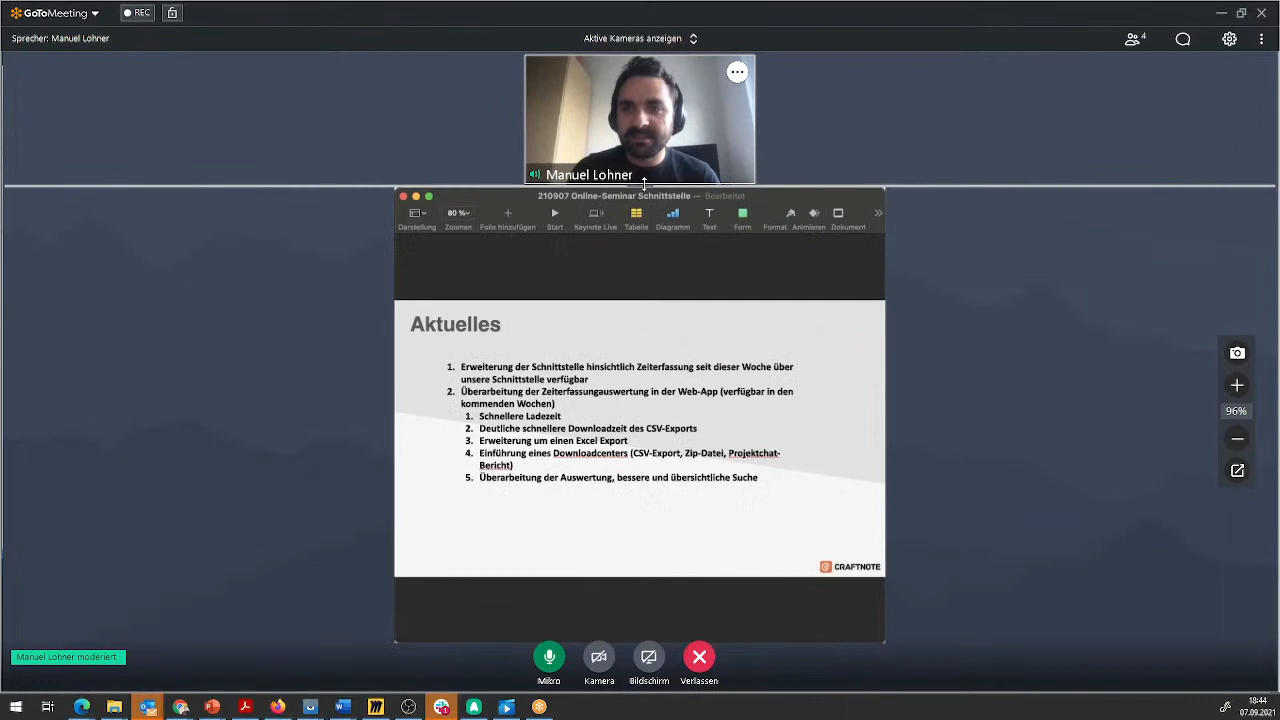 GoToMeeting
REC
Sprecher: Manuel Lohner
Aktive Kameras anzeigen
4
Manuel Lohner
210907 Online-Seminar Schnittstelle — Bearbeitet
80 %
Darstellung Zoomen Folie hinzufügen Start Keynote Live Tabelle Diagramm Text Form Format Animieren Dokument
Aktuelles
1. Erweiterung der Schnittstelle hinsichtlich Zeiterfassung seit dieser Woche über
unsere Schnittstelle verfügbar
2. Überarbeitung der Zeiterfassungauswertung in der Web-App (verfügbar in den
kommenden Wochen)
1. Schnellere Ladezeit
2. Deutliche schnellere Downloadzeit des CSV-Exports
3. Erweiterung um einen Excel Export
4. Einführung eines Downloadcenters (CSV-Export, Zip-Datei, Projektchat-
Bericht)
5. Überarbeitung der Auswertung, bessere und übersichtliche Suche
CRAFTNOTE
96%
Manuel Lohner moderiert
Mikro Kamera Bildschirm Verlassen
18:44
07.09.2021